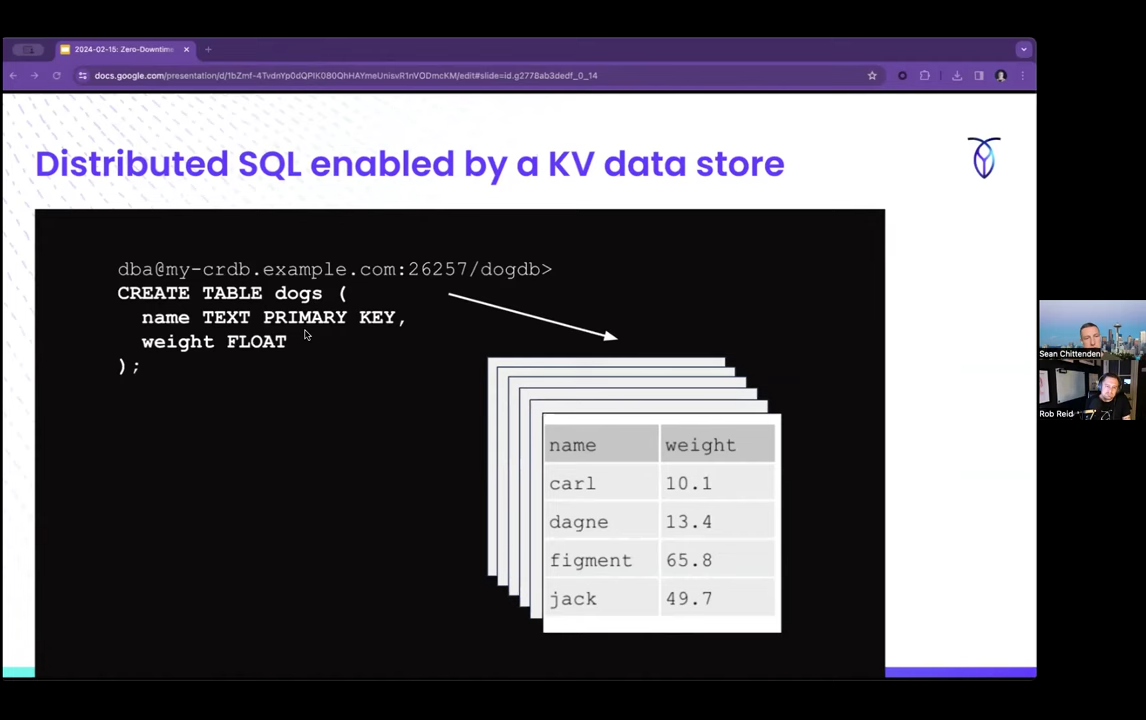 2024-02-15: Zero-Downtim
docs.google.com/presentation/d/1bZmf-4TvdnYp0dQPIK080QhHAYmeUnisvR1nVODmcKM/edit#slide=id.g2778ab3dedf_0_14
Distributed SQL enabled by a KV data store
dba@my-crdb.example.com:26257/dogdb>
CREATE TABLE dogs (
name TEXT PRIMARY KEY,
weight FLOAT
);
name weight
carl 10.1
dagne 13.4
figment 65.8
jack 49.7
Sean Chittenden
Rob Reid